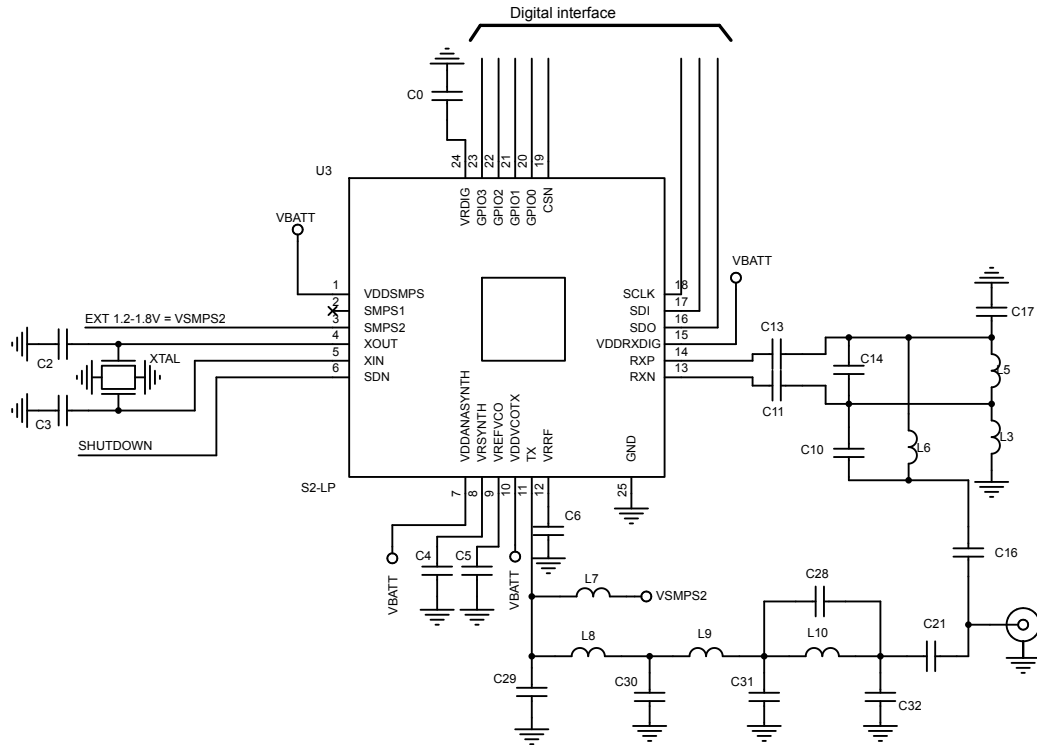 Digital interface
C0
24
23
22
21
20
19
U3
VRDIG
GPIO3
GPIO2
GPIO1
GPIO0
CSN
VBATT
VBATT
1
VDDSMPS
SCLK
18
2
SMPS1
SDI
17
C17
EXT 1.2-1.8V = VSMPS2
3
SMPS2
SDO
16
C13
4
XOUT
VDDRXDIG
15
C2
XTAL
5
XIN
RXP
14
C14
6
SDN
RXN
13
L5
C3
C11
SHUTDOWN
VDDANASYNTH
VRSYNTH
VREFVCO
VDDVCOTX
TX
VRRF
GND
C10
L6
L3
S2-LP
7
8
9
10
11
12
25
C6
C4
C5
C16
VBATT
VBATT
L7
VSMPS2
C28
C21
L8
L9
L10
C29
C30
C31
C32